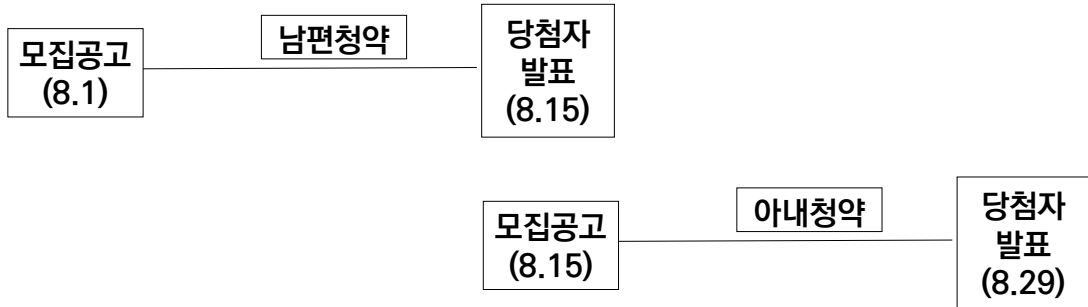 모집공고
(8.1)
남편청약
당첨자
발표
(8.15)
모집공고
(8.15)
아내청약
당첨자
발표
(8.29)